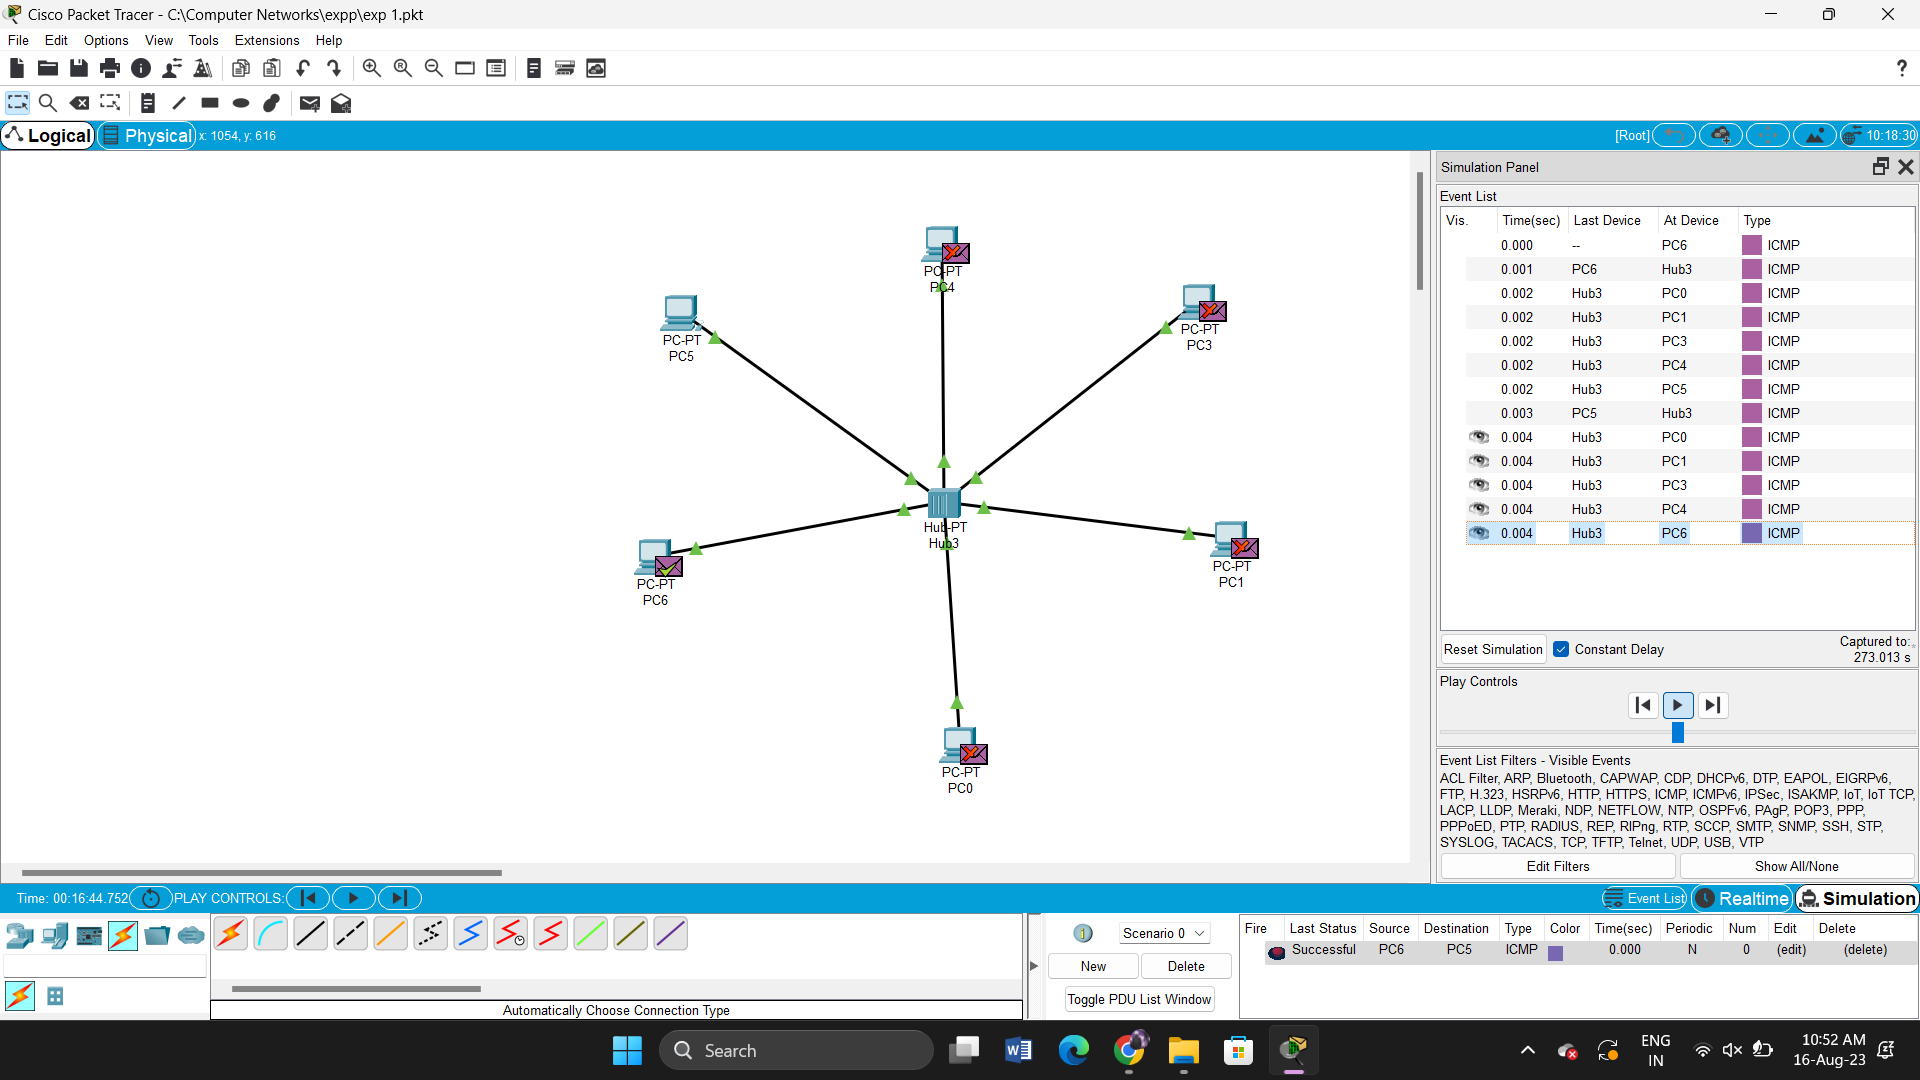 Cisco Packet Tracer - C:\Computer Networks\expp\exp 1.pkt
File Edit Options View Tools Extensions Help
?
Logical Physical x: 1054, y: 616
[Root] 10:18:30
PC-PT
PC4
PC-PT
PC5
PC-PT
PC3
Hub-PT
Hub3
PC-PT
PC6
PC-PT
PC1
PC-PT
PC0
Simulation Panel
Event List
Vis. Time(sec) Last Device At Device Type
0.000 -- PC6 ICMP
0.001 PC6 Hub3 ICMP
0.002 Hub3 PC0 ICMP
0.002 Hub3 PC1 ICMP
0.002 Hub3 PC3 ICMP
0.002 Hub3 PC4 ICMP
0.002 Hub3 PC5 ICMP
0.003 PC5 Hub3 ICMP
0.004 Hub3 PC0 ICMP
0.004 Hub3 PC1 ICMP
0.004 Hub3 PC3 ICMP
0.004 Hub3 PC4 ICMP
0.004 Hub3 PC6 ICMP
Reset Simulation Constant Delay Captured to:
273.013 s
Play Controls
Event List Filters - Visible Events
ACL Filter, ARP, Bluetooth, CAPWAP, CDP, DHCPv6, DTP, EAPOL, EIGRPv6,
FTP, H.323, HSRPv6, HTTP, HTTPS, ICMP, ICMPv6, IPSec, ISAKMP, IoT, IoT TCP,
LACP, LLDP, Meraki, NDP, NETFLOW, NTP, OSPFv6, PAgP, POP3, PPP,
PPPoED, PTP, RADIUS, REP, RIPng, RTP, SCCP, SMTP, SNMP, SSH, STP,
SYSLOG, TACACS, TCP, TFTP, Telnet, UDP, USB, VTP
Edit Filters Show All/None
Time: 00:16:44.752 PLAY CONTROLS:
Event List Realtime Simulation
Automatically Choose Connection Type
Scenario 0
New Delete
Toggle PDU List Window
Fire Last Status Source Destination Type Color Time(sec) Periodic Num Edit Delete
Successful PC6 PC5 ICMP 0.000 N 0 (edit) (delete)
Search
ENG
IN
10:52 AM
16-Aug-23